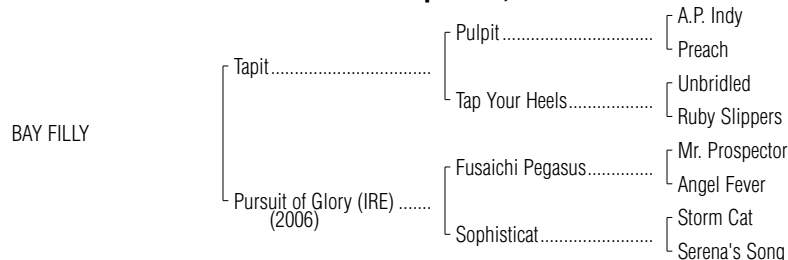 A.P. Indy
Pulpit
Preach
Tapit
Unbridled
Tap Your Heels
Ruby Slippers
BAY FILLY
Mr. Prospector
Fusaichi Pegasus
Angel Fever
Pursuit of Glory (IRE)
(2006)
Storm Cat
Sophisticat
Serena's Song